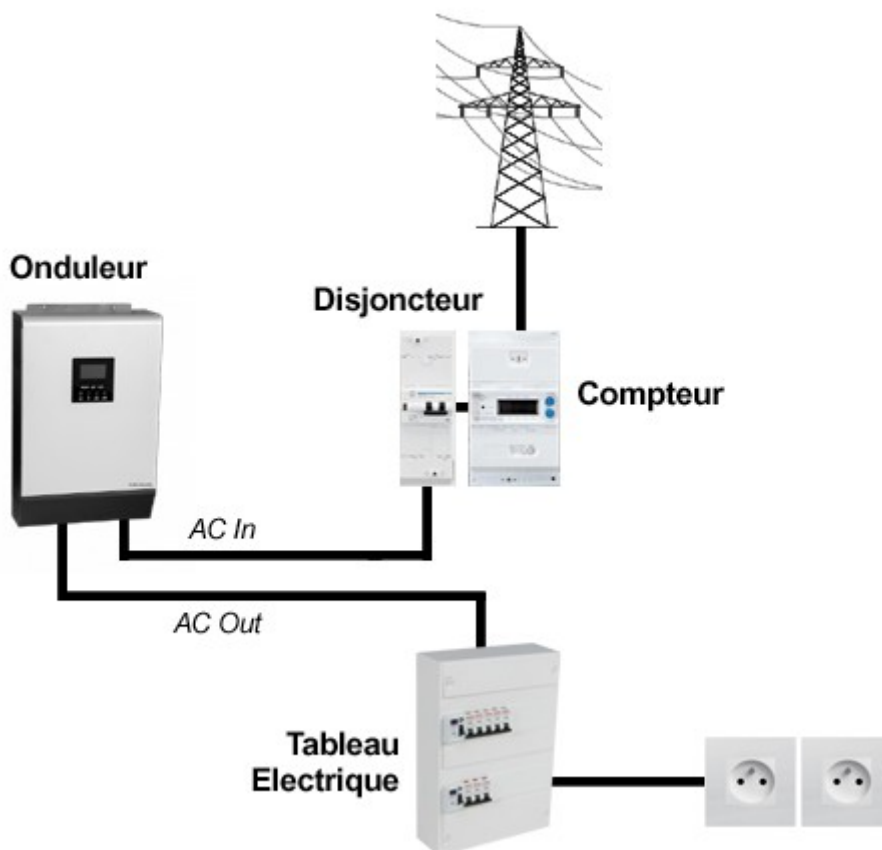 Onduleur
Disjoncteur
Compteur
AC In
AC Out
Tableau
Electrique